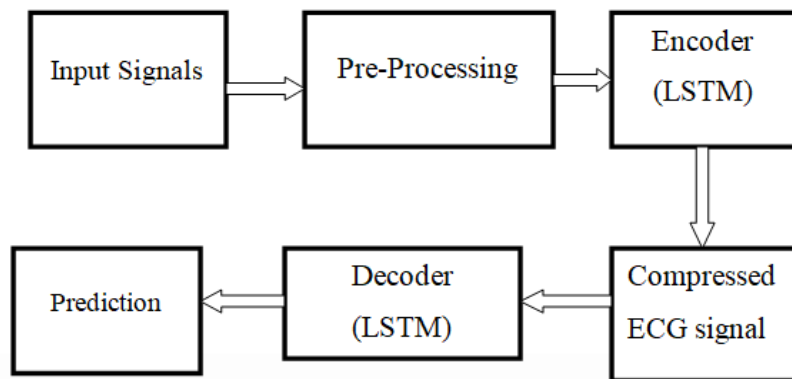 Input Signals
Pre-Processing
Encoder
(LSTM)
Compressed
ECG signal
Decoder
(LSTM)
Prediction